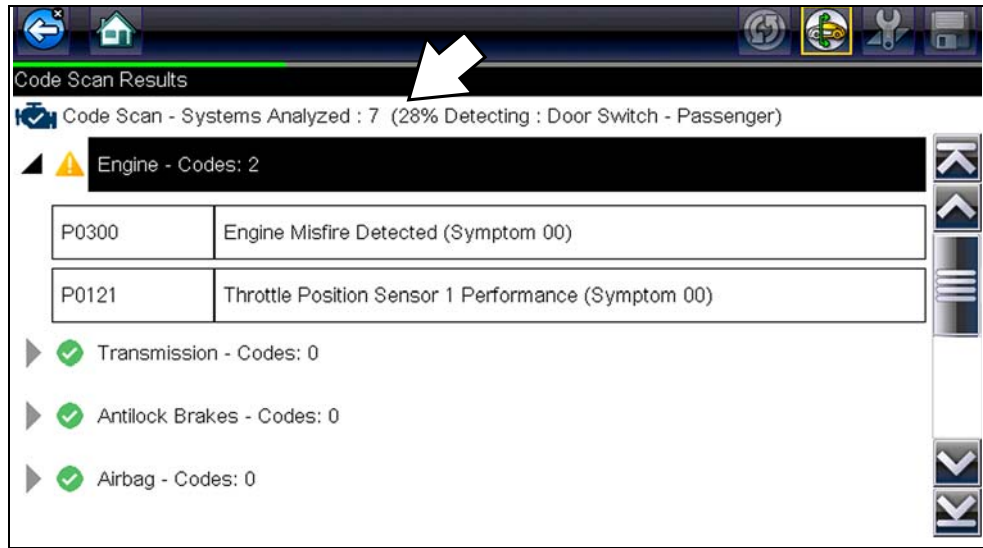 Code Scan Results
Code Scan - Systems Analyzed : 7 (28% Detecting : Door Switch - Passenger)
Engine - Codes: 2
P0300 Engine Misfire Detected (Symptom 00)
P0121 Throttle Position Sensor 1 Performance (Symptom 00)
Transmission - Codes: 0
Antilock Brakes - Codes: 0
Airbag - Codes: 0